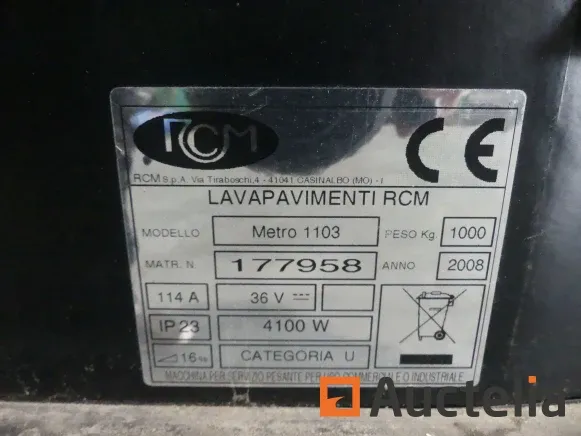 RCM
CE
RCM S.p.A. Via Tiraboschi,4 - 41041 CASINALBO (MO) - I
LAVAPAVIMENTI RCM
MODELLO Metro 1103 PESO Kg. 1000
MATR. N. 177958 ANNO 2008
114 A 36 V
IP 23 4100 W
16% CATEGORIA U
MACCHINA PER SERVIZIO PESANTE PER USO COMMERCIALE O INDUSTRIALE
Auctelia